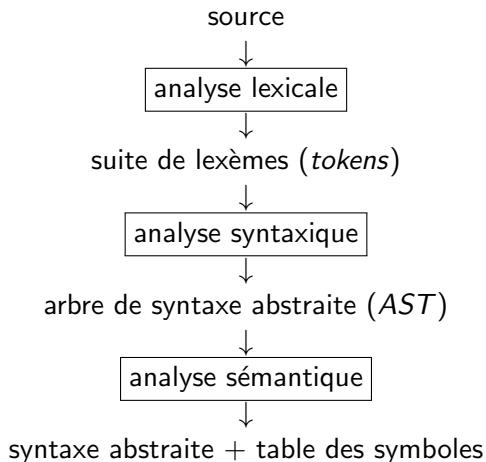 source
analyse lexicale
suite de lexèmes (tokens)
analyse syntaxique
arbre de syntaxe abstraite (AST)
analyse sémantique
syntaxe abstraite + table des symboles